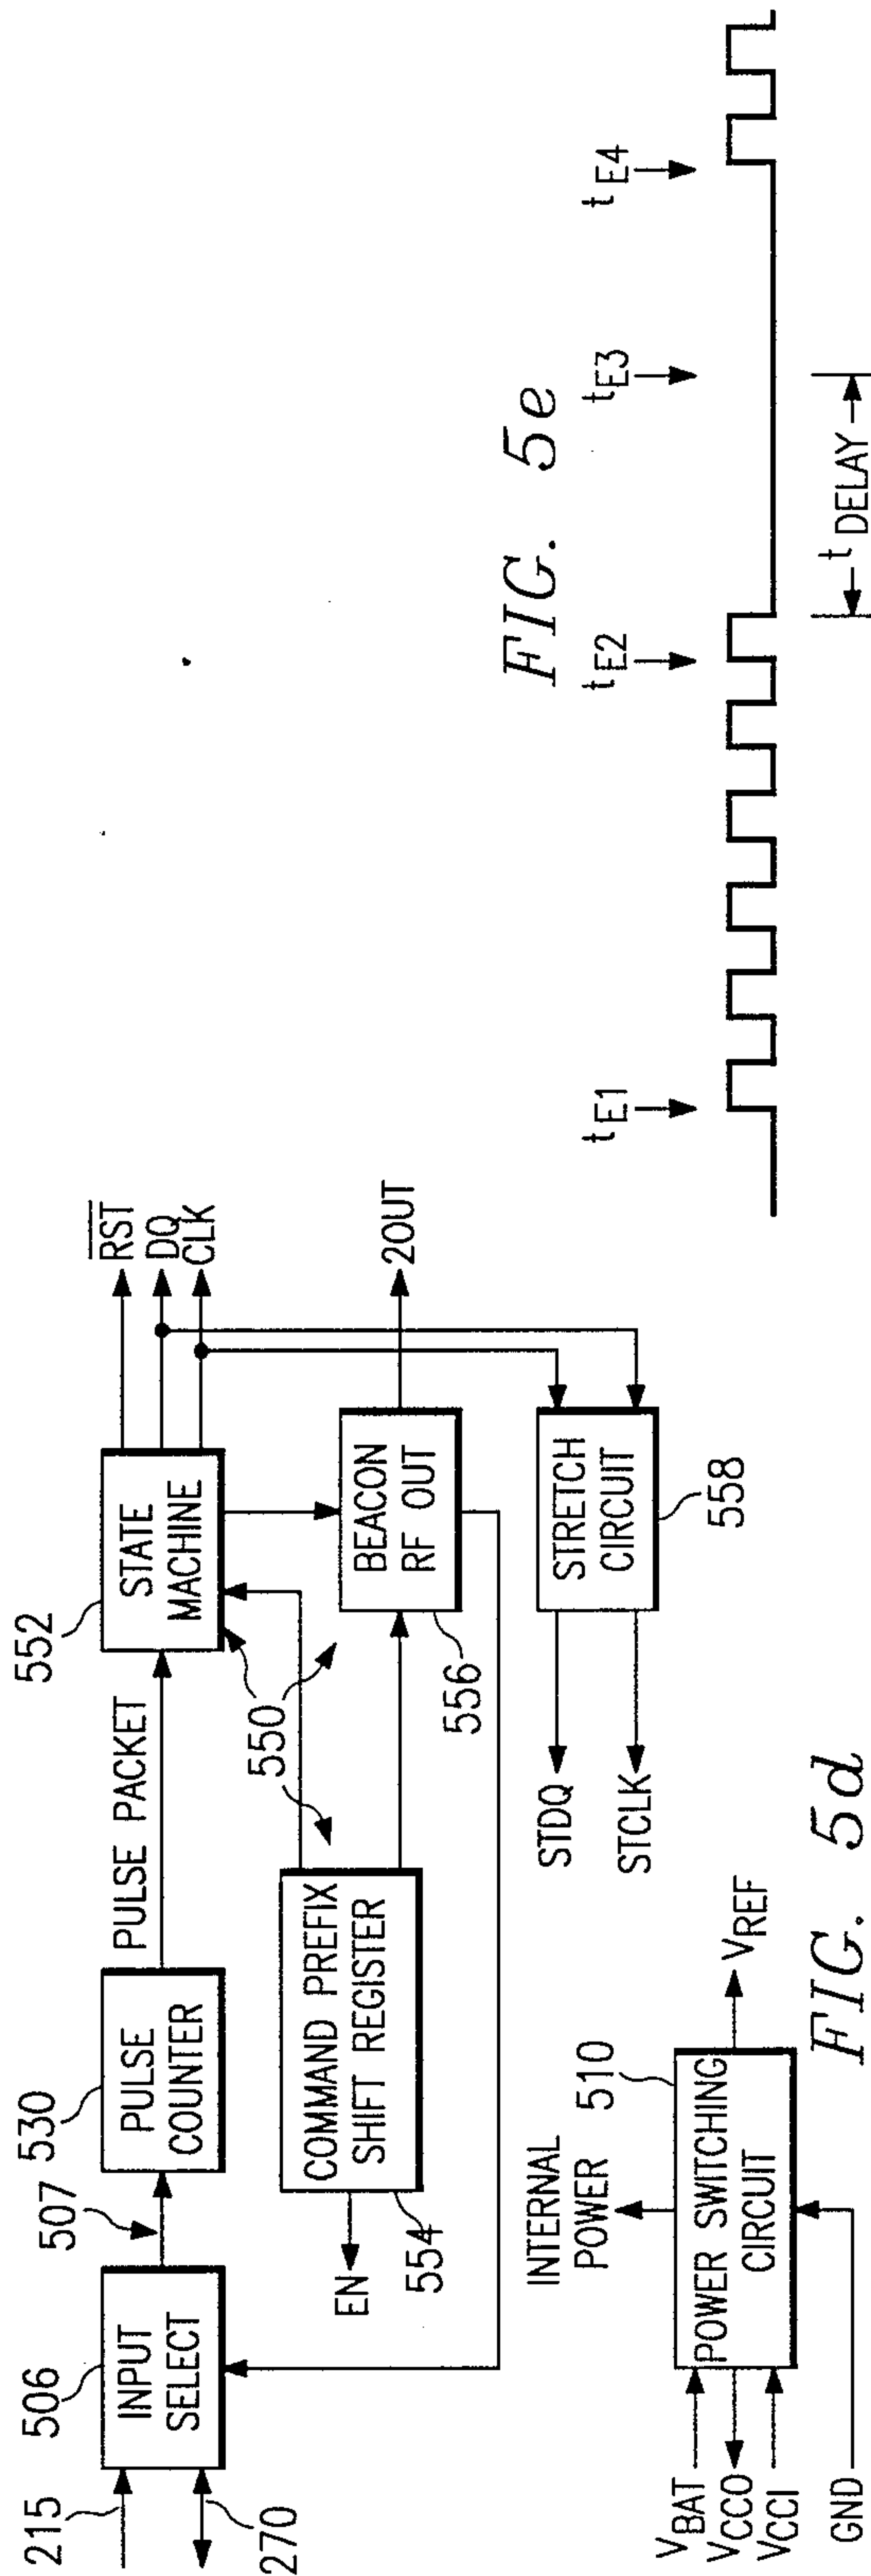 215
270
506
INPUT
SELECT
507
530
PULSE
COUNTER
PULSE PACKET
552
STATE
MACHINE
RST
DQ
CLK
550
EN
554
COMMAND PREFIX
SHIFT REGISTER
BEACON
RF OUT
556
2OUT
STRETCH
CIRCUIT
558
STDQ
STCLK
INTERNAL
POWER
510
POWER SWITCHING
CIRCUIT
VREF
VBAT
VCCO
VCCI
GND
FIG. 5d
FIG. 5e
tE1
tE2
tE3
tE4
tDELAY